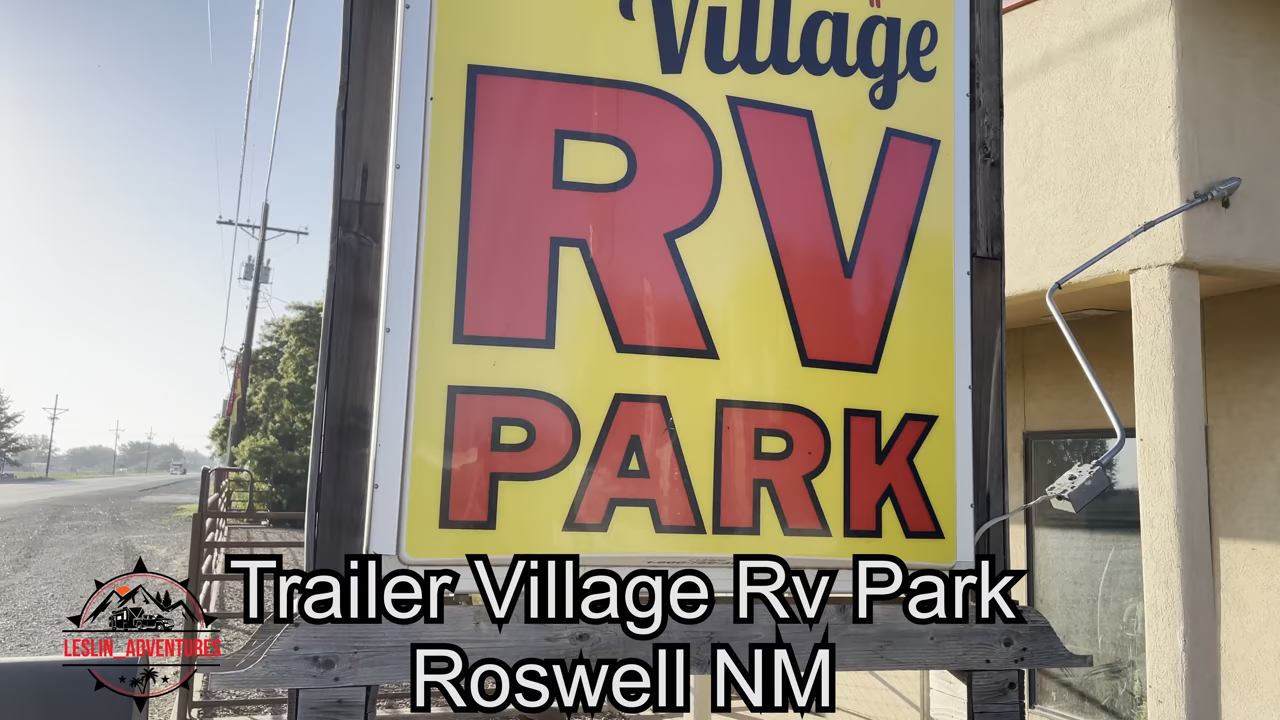 Village
RV
PARK
Trailer Village Rv Park
Roswell NM
LESLIN_ADVENTURES